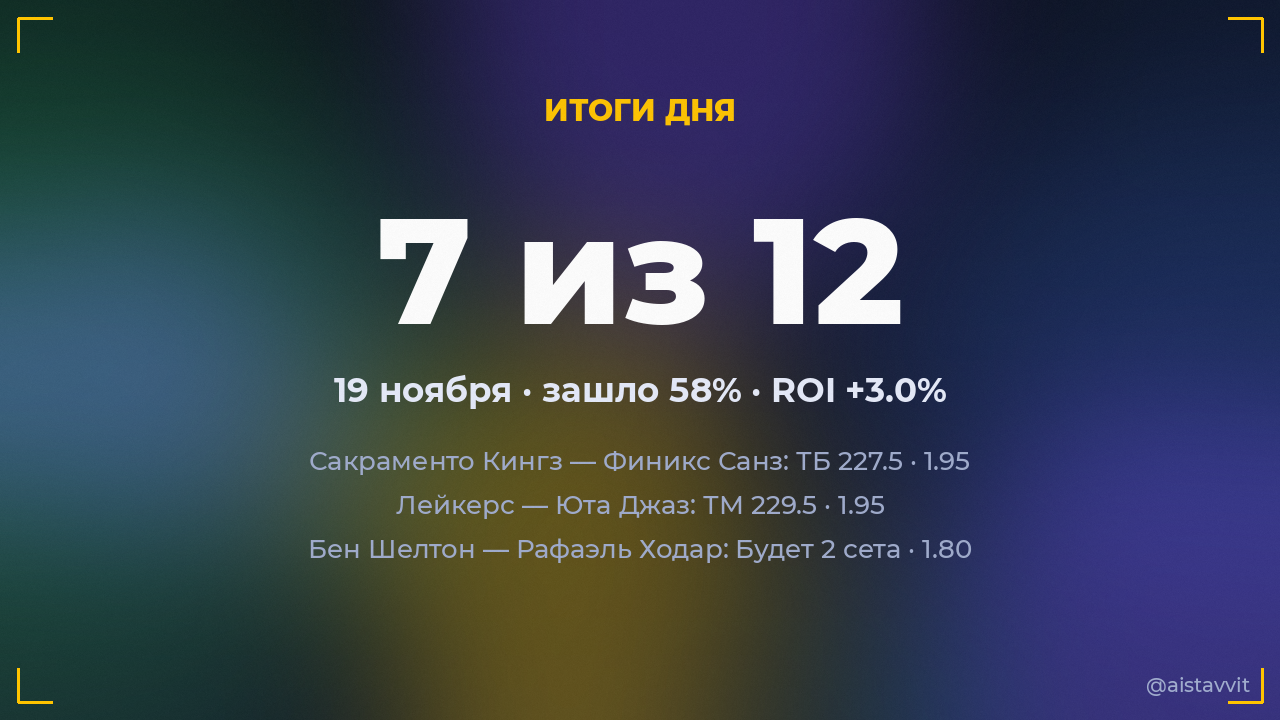 ИТОГИ ДНЯ
7 из 12
19 ноября · зашло 58% · ROI +3.0%
Сакраменто Кингз — Финикс Санз: ТБ 227.5 · 1.95
Лейкерс — Юта Джаз: ТМ 229.5 · 1.95
Бен Шелтон — Рафаэль Ходар: Будет 2 сета · 1.80
@aistavvit